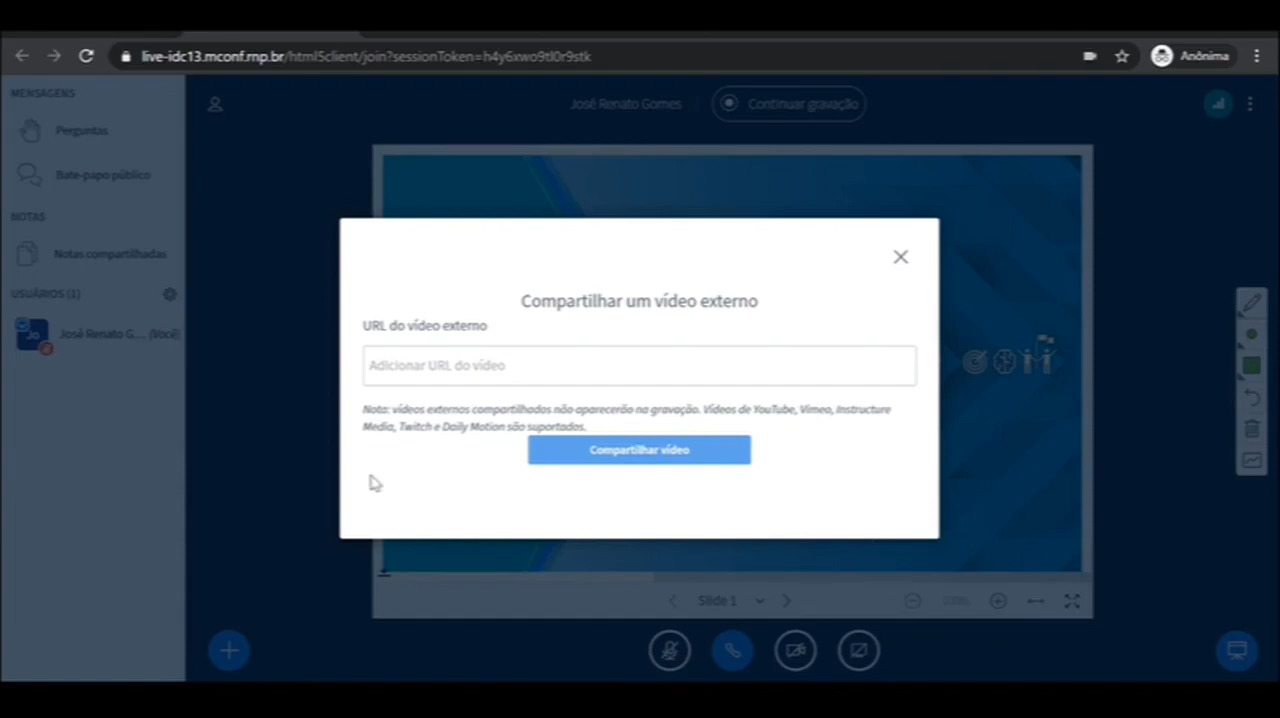 live-idc13.mconf.rnp.br/html5client/join?sessionToken=h4y6xwo9tl0r9stk
Anônima
MENSAGENS
Perguntas
Bate-papo público
NOTAS
Notas compartilhadas
USUÁRIOS (1)
Jo
José Renato G... (Você)
José Renato Gomes
Continuar gravação
Compartilhar um vídeo externo
URL do vídeo externo
Adicionar URL do vídeo
Nota: vídeos externos compartilhados não aparecerão na gravação. Vídeos de YouTube, Vimeo, Instructure
Media, Twitch e Daily Motion são suportados.
Compartilhar vídeo
Slide 1